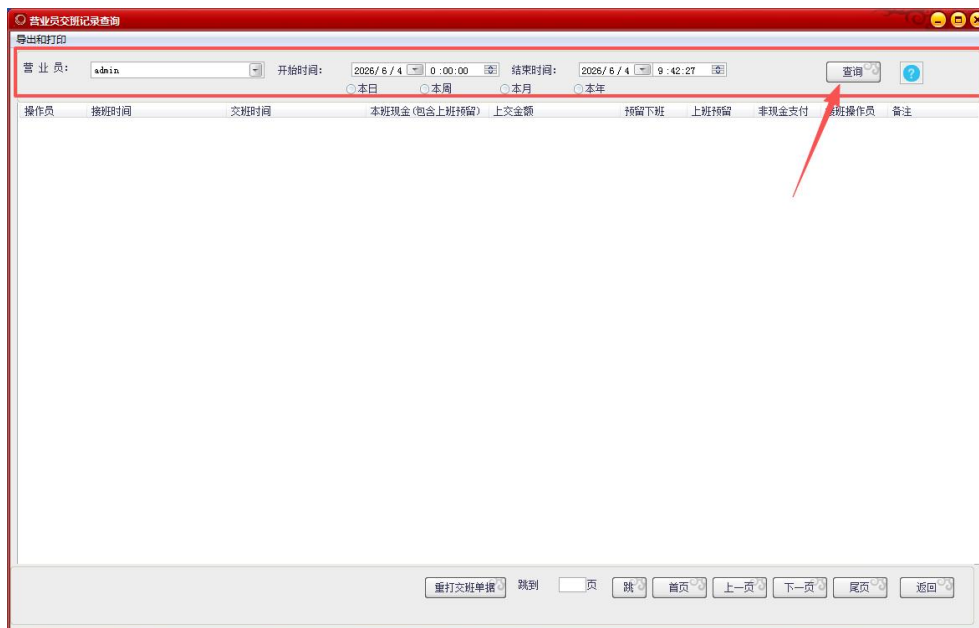 营业员交班记录查询
导出和打印
营 业 员: admin 开始时间: 2026/ 6 / 4 0 :00:00 结束时间: 2026/ 6 / 4 9 :42:27 查询 ?
本日 本周 本月 本年
操作员 接班时间 交班时间 本班现金(包含上班预留) 上交金额 预留下班 上班预留 非现金支付 接班操作员 备注
重打交班单据 跳到 页 跳 首页 上一页 下一页 尾页 返回